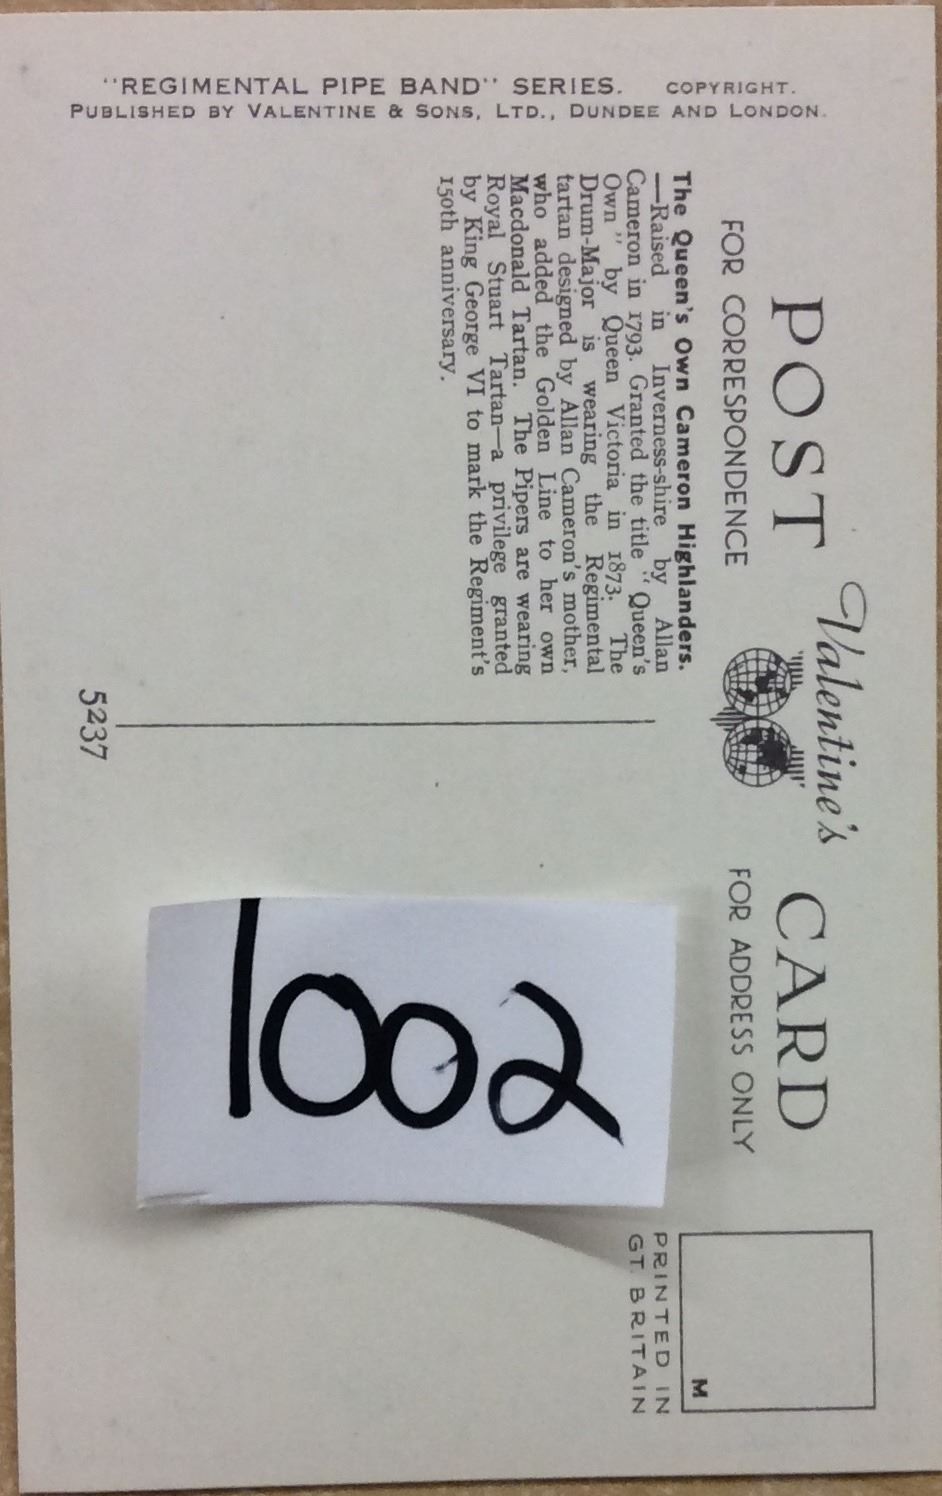 "REGIMENTAL PIPE BAND" SERIES. COPYRIGHT.
PUBLISHED BY VALENTINE & SONS, LTD., DUNDEE AND LONDON.
Valentine's
POST CARD
FOR CORRESPONDENCE
FOR ADDRESS ONLY
The Queen's Own Cameron Highlanders.
—Raised in Inverness-shire by Allan
Cameron in 1793. Granted the title "Queen's
Own" by Queen Victoria in 1873. The
Drum-Major is wearing the Regimental
tartan designed by Allan Cameron's mother,
who added the Golden Line to her own
Macdonald Tartan. The Pipers are wearing
Royal Stuart Tartan—a privilege granted
by King George VI to mark the Regiment's
150th anniversary.
5237
M
PRINTED IN
GT. BRITAIN
1002